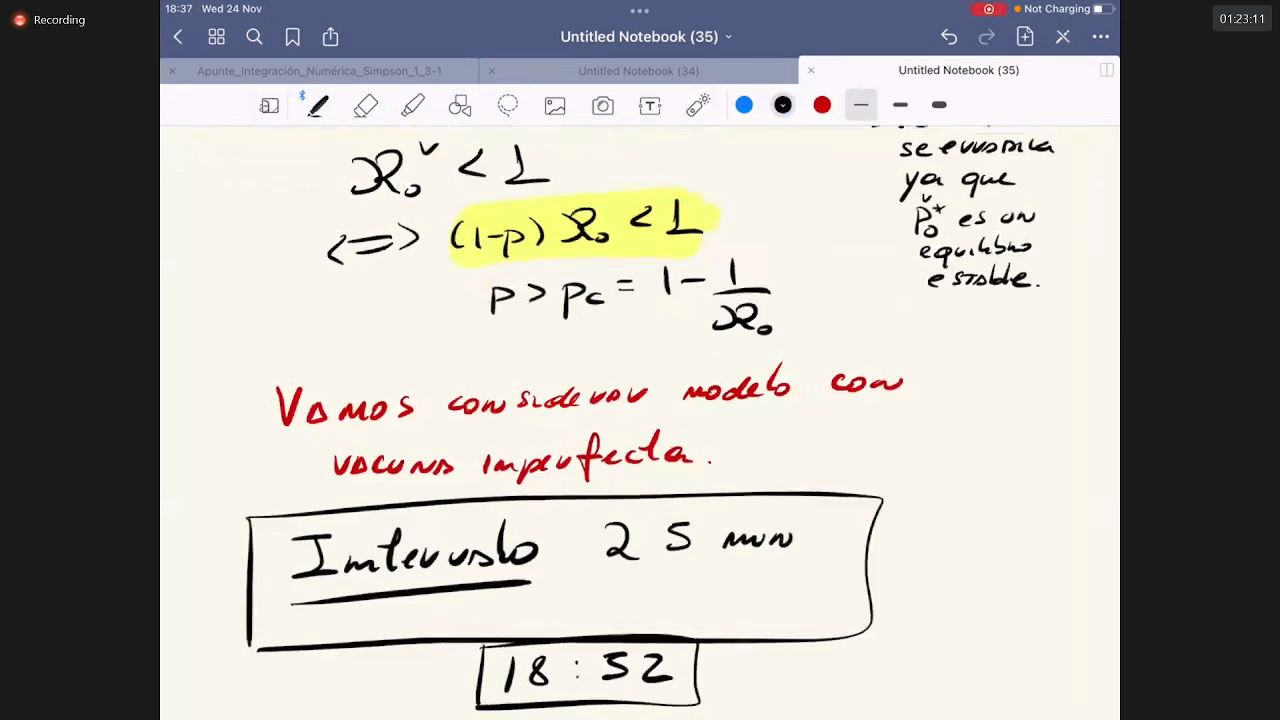 Recording
18:37 Wed 24 Nov
Not Charging
01:23:11
Untitled Notebook (35)
Apunte_Integración_Numérica_Simpson_1_3-1
Untitled Notebook (34)
Untitled Notebook (35)
ℛ₀ᵛ < 1
<=> (1-p) ℛ₀ < 1
p > pc = 1 - 1/ℛ₀
ya que
P₀ᵛ* es un
equilibrio
estable.
Vamos considerar modelo con
vacuna imperfecta.
Intervalo 25 min
18:52